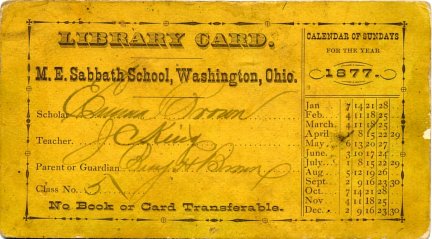 LIBRARY CARD.
M. E. Sabbath School, Washington, Ohio.
Scholar Emma Brown
Teacher. J C King
Parent or Guardian Benj. H Brown
Class No. 5
No Book or Card Transferable.
CALENDAR OF SUNDAYS
FOR THE YEAR
1877.
Jan 7 14 21 28
Feb. 4 11 18 25
March. 4 11 18 25
April 8 15 22 29
May. 6 13 20 27
June. 3 10 17 24
July. 1 8 15 22 29
Aug 5 12 19 26
Sept 2 9 16 23 30
Oct 7 14 21 28
Nov 4 11 18 25
Dec. 2 9 16 23 30